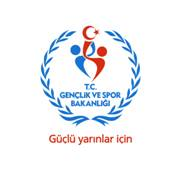 T.C.
GENÇLİK VE SPOR
BAKANLIĞI
Güçlü yarınlar için